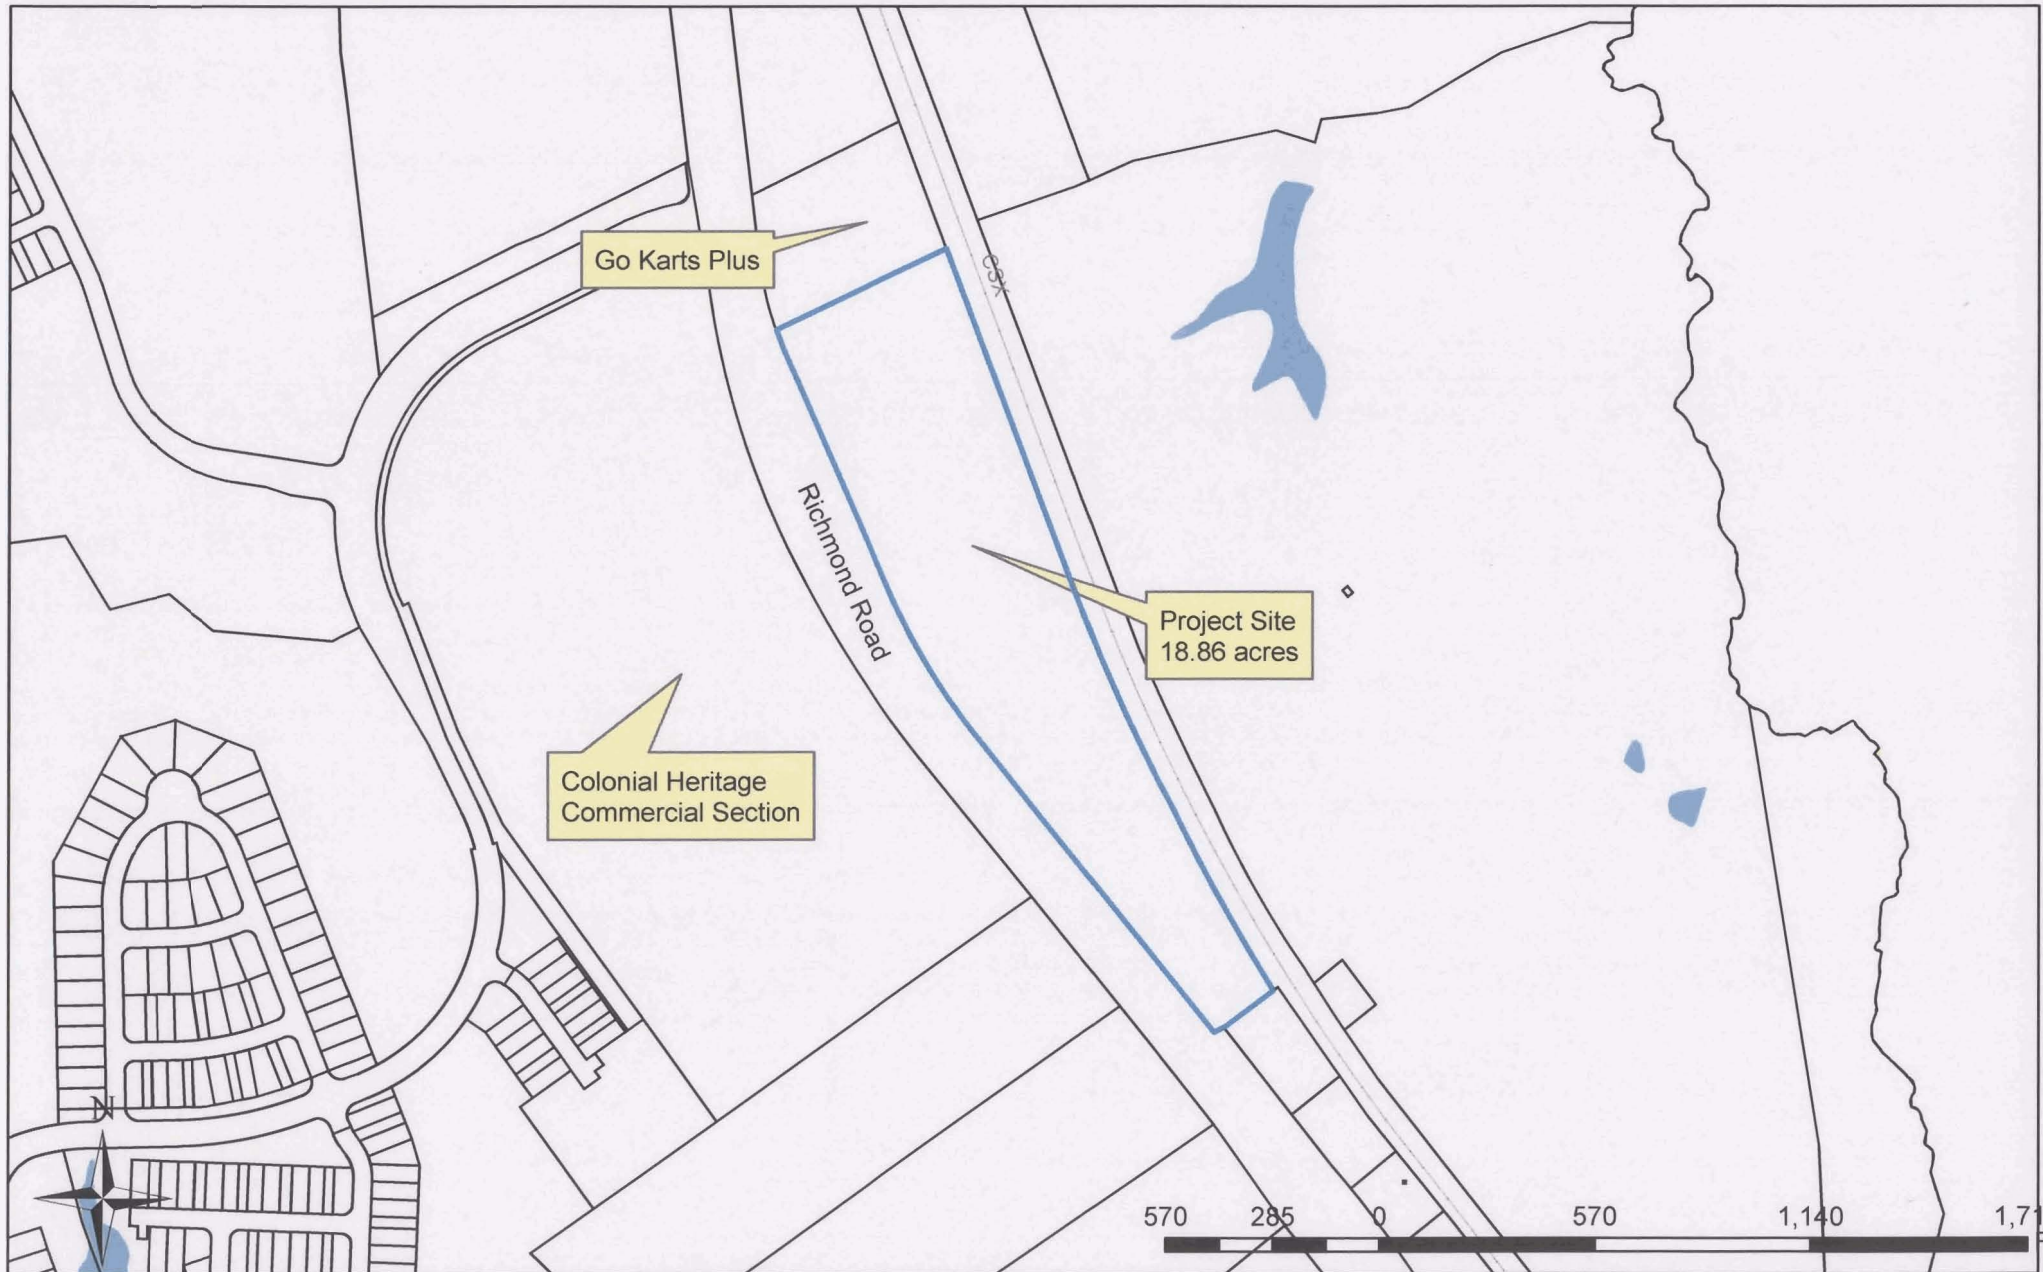 Go Karts Plus
CSX
Richmond Road
Project Site
18.86 acres
Colonial Heritage
Commercial Section
N
570 285 0 570 1,140